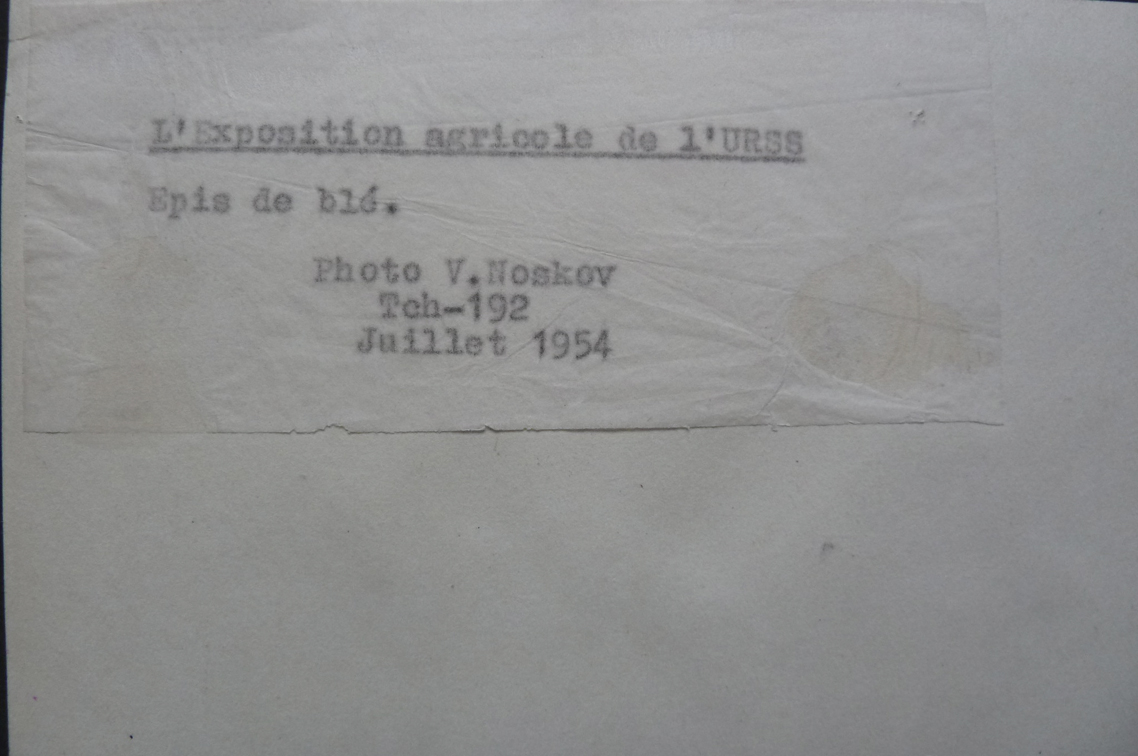 L'Exposition agricole de l'URSS
Epis de blé.
Photo V.Noskov
Tch-192
Juillet 1954